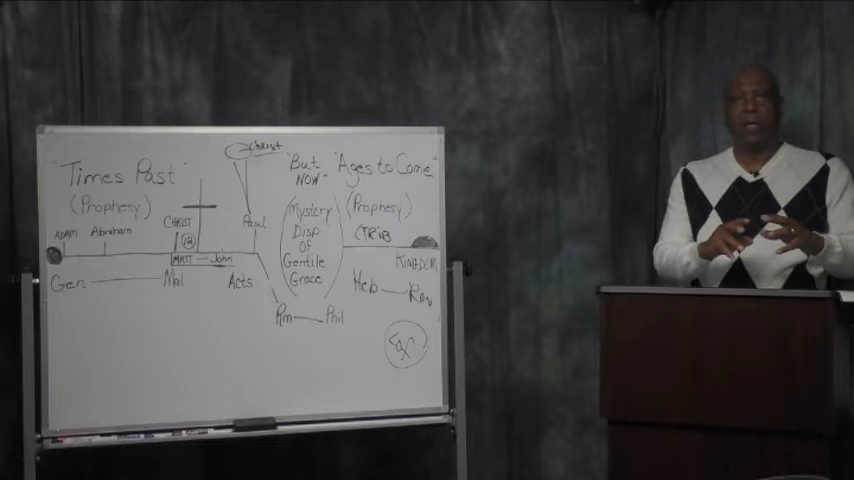 Christ
"Times Past"
"But NOW"
"Ages to Come"
(Prophesy)
(Mystery Disp Of Gentile Grace)
(Prophesy)
ADAM
Abraham
CHRIST
12
Paul
TRiB
MATT — John
KINGDOM
Gen — Mal
Acts
Heb — Rev
Rm — Phil